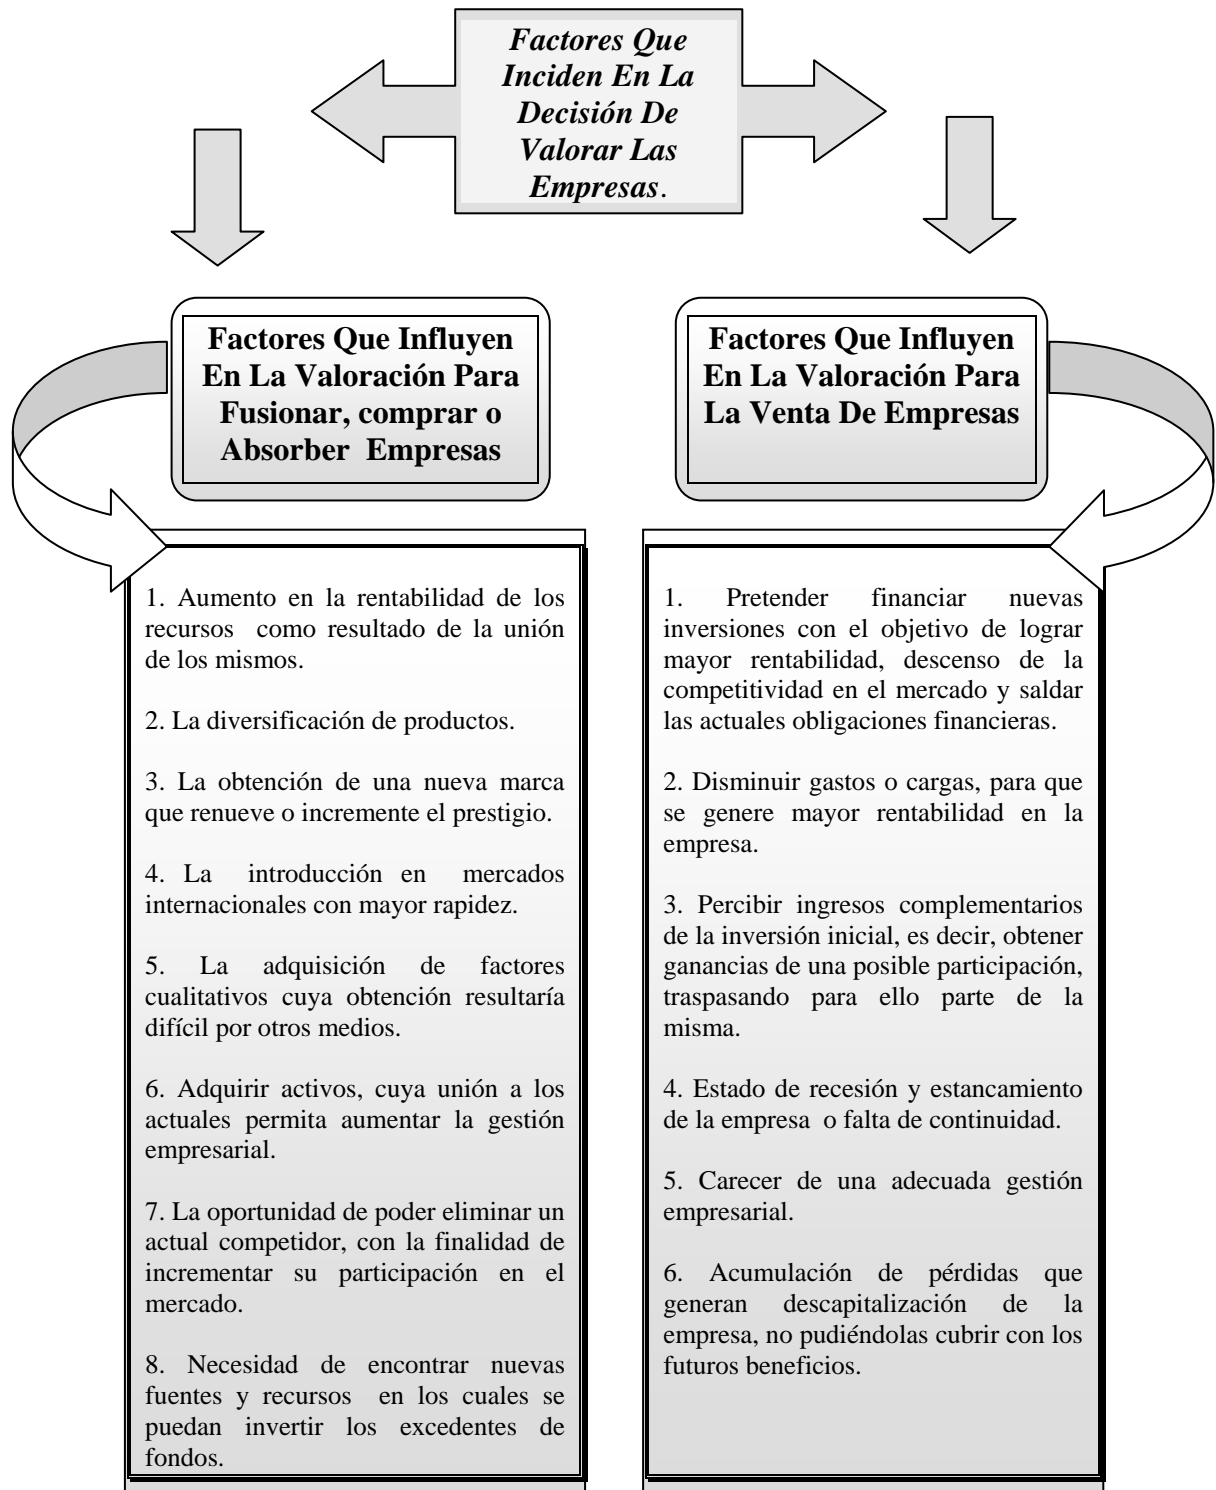 Factores Que
Inciden En La
Decisión De
Valorar Las
Empresas.
Factores Que Influyen
En La Valoración Para
Fusionar, comprar o
Absorber Empresas
1. Aumento en la rentabilidad de los
recursos como resultado de la unión
de los mismos.
2. La diversificación de productos.
3. La obtención de una nueva marca
que renueve o incremente el prestigio.
4. La introducción en mercados
internacionales con mayor rapidez.
5. La adquisición de factores
cualitativos cuya obtención resultaría
difícil por otros medios.
6. Adquirir activos, cuya unión a los
actuales permita aumentar la gestión
empresarial.
7. La oportunidad de poder eliminar un
actual competidor, con la finalidad de
incrementar su participación en el
mercado.
8. Necesidad de encontrar nuevas
fuentes y recursos en los cuales se
puedan invertir los excedentes de
fondos.
Factores Que Influyen
En La Valoración Para
La Venta De Empresas
1. Pretender financiar nuevas
inversiones con el objetivo de lograr
mayor rentabilidad, descenso de la
competitividad en el mercado y saldar
las actuales obligaciones financieras.
2. Disminuir gastos o cargas, para que
se genere mayor rentabilidad en la
empresa.
3. Percibir ingresos complementarios
de la inversión inicial, es decir, obtener
ganancias de una posible participación,
traspasando para ello parte de la
misma.
4. Estado de recesión y estancamiento
de la empresa o falta de continuidad.
5. Carecer de una adecuada gestión
empresarial.
6. Acumulación de pérdidas que
generan descapitalización de la
empresa, no pudiéndolas cubrir con los
futuros beneficios.